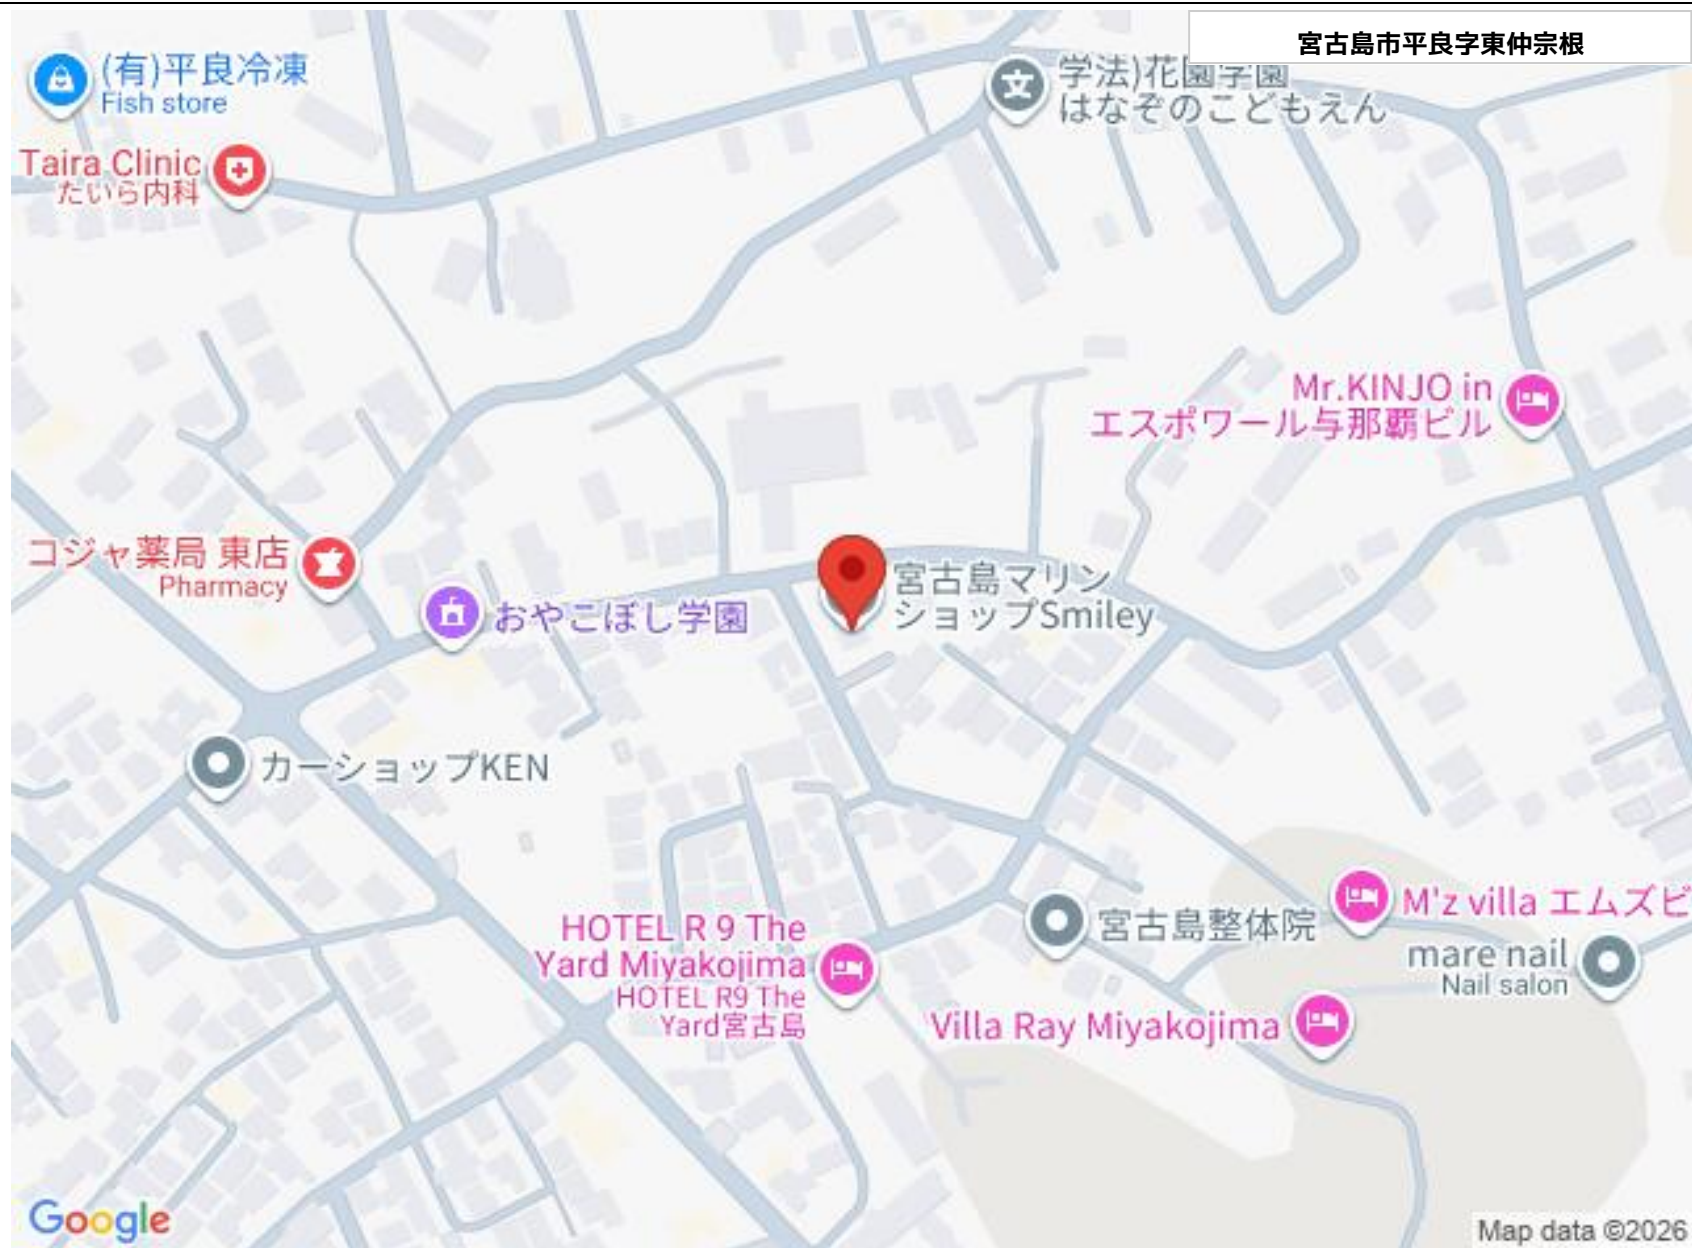 宮古島市平良字東仲宗根
(有)平良冷凍
Fish store
学法)花園学園
はなぞのこどもえん
Taira Clinic
たいら内科
Mr.KINJO in
エスポワール与那覇ビル
コジャ薬局 東店
Pharmacy
宮古島マリン
ショップSmiley
おやこぼし学園
カーショップKEN
HOTEL R 9 The
Yard Miyakojima
HOTEL R9 The
Yard宮古島
宮古島整体院
M'z villa エムズビ
mare nail
Nail salon
Villa Ray Miyakojima
Google
Map data ©2026